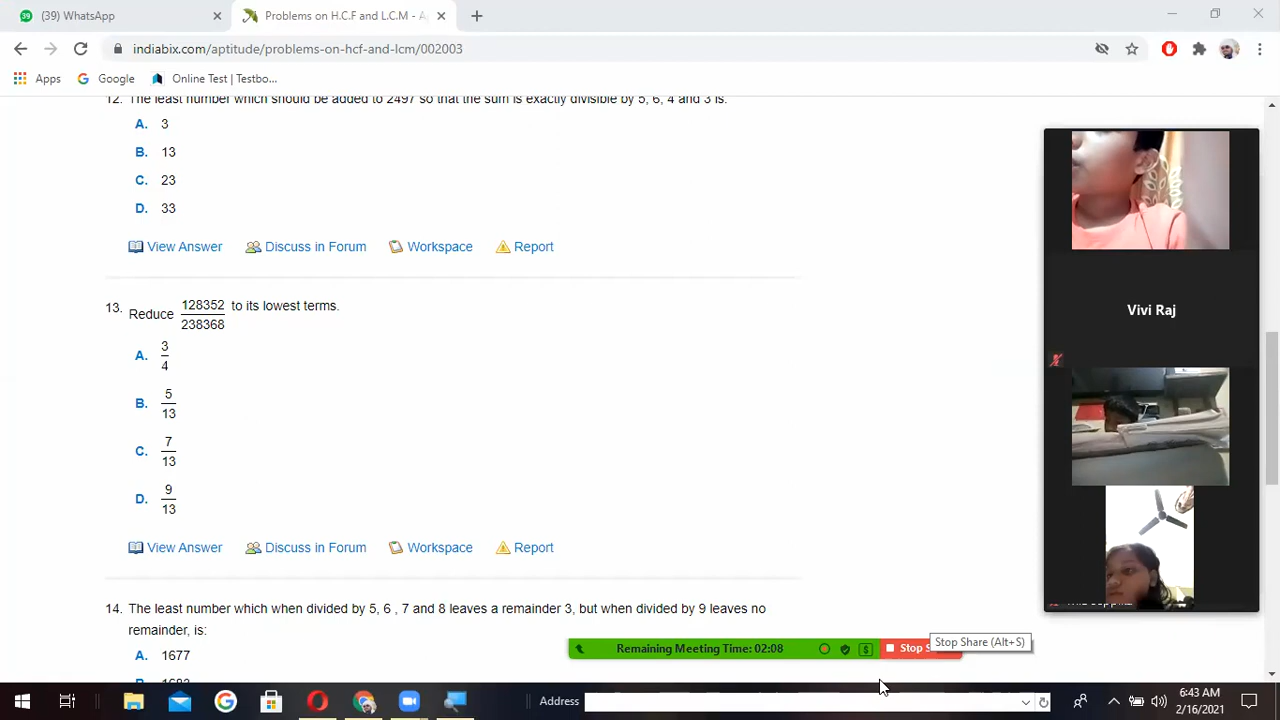 39
(39) WhatsApp
Problems on H.C.F and L.C.M - A
indiabix.com/aptitude/problems-on-hcf-and-lcm/002003
Apps
Google
Online Test | Testbo...
12. The least number which should be added to 2497 so that the sum is exactly divisible by 5, 6, 4 and 3 is:
A. 3
B. 13
C. 23
D. 33
View Answer Discuss in Forum Workspace Report
13. Reduce 128352/238368 to its lowest terms.
A. 3/4
B. 5/13
C. 7/13
D. 9/13
View Answer Discuss in Forum Workspace Report
14. The least number which when divided by 5, 6 , 7 and 8 leaves a remainder 3, but when divided by 9 leaves no
remainder, is:
A. 1677
B. 1683
Vivi Raj
Remaining Meeting Time: 02:08
Stop S
Stop Share (Alt+S)
Address
6:43 AM
2/16/2021